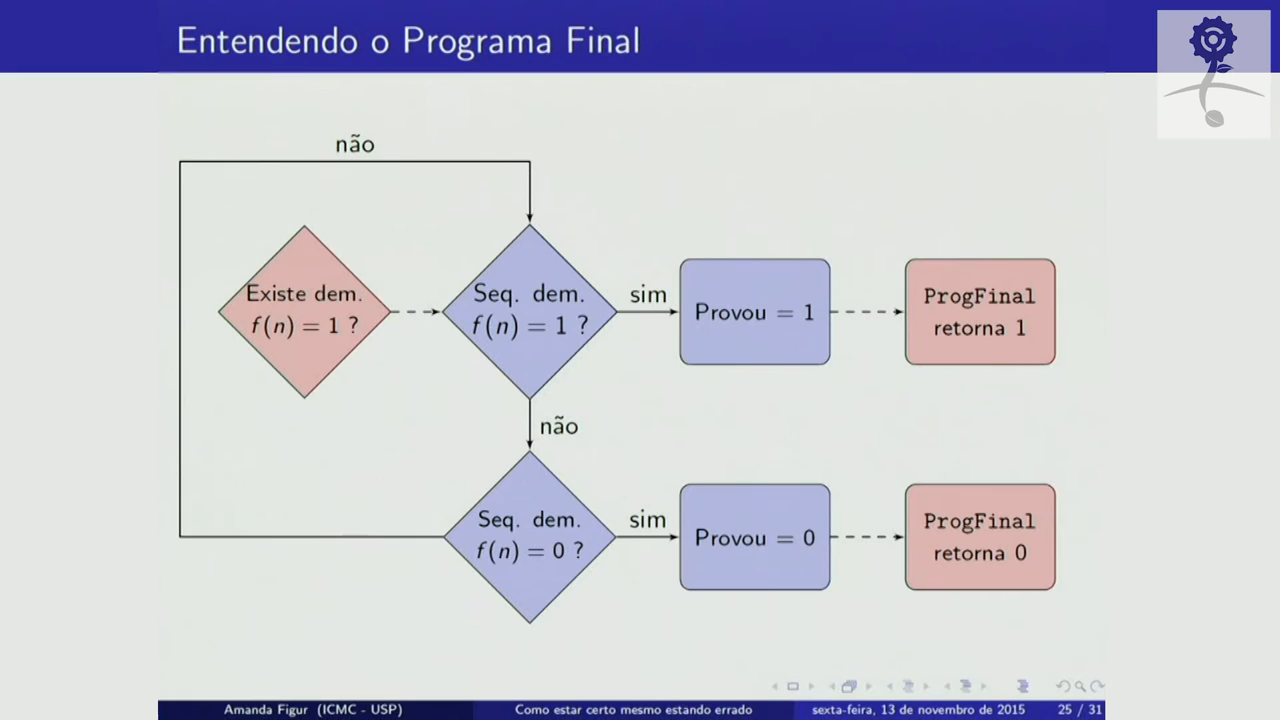 Entendendo o Programa Final
não
Existe dem.
f(n) = 1 ?
Seq. dem.
f(n) = 1 ?
sim
Provou = 1
ProgFinal
retorna 1
não
Seq. dem.
f(n) = 0 ?
sim
Provou = 0
ProgFinal
retorna 0
Amanda Figur (ICMC - USP)
Como estar certo mesmo estando errado
sexta-feira, 13 de novembro de 2015
25 / 31